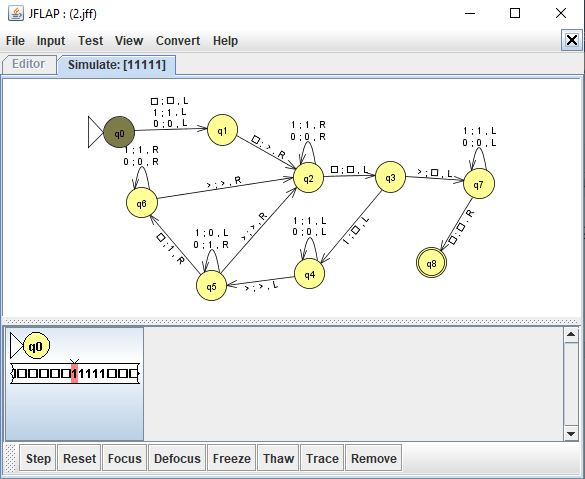 JFLAP : (2.jff)
File Input Test View Convert Help
Editor Simulate: [11111]
□ ; □ , L
1 ; 1 , L
0 ; 0 , L
q0
q1
□ ; > , R
1 ; 1 , R
0 ; 0 , R
q2
□ ; □ , L
q3
> ; □ , L
1 ; 1 , L
0 ; 0 , L
q7
1 ; 1 , R
0 ; 0 , R
q6
> ; > , R
> ; > , R
1 ; □ , L
□ ; □ , R
q8
□ ; 1 , R
1 ; 0 , L
0 ; 1 , R
q5
> ; > , L
1 ; 1 , L
0 ; 0 , L
q4
q0
□□□□□11111□□□
Step Reset Focus Defocus Freeze Thaw Trace Remove